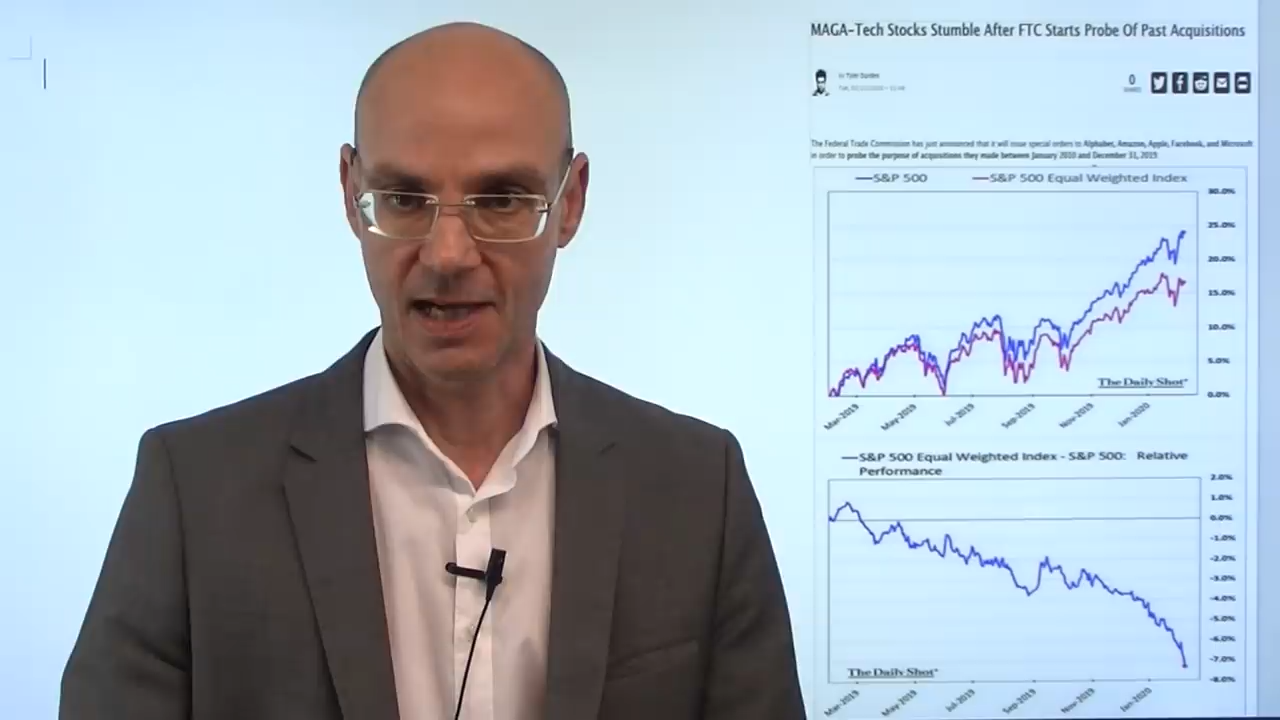 MAGA-Tech Stocks Stumble After FTC Starts Probe Of Past Acquisitions
by Tyler Durden
0
SHARES
The Federal Trade Commission has just announced that it will issue special orders to Alphabet, Amazon, Apple, Facebook, and Microsoft
in order to probe the purpose of acquisitions they made between January 2010 and December 31, 2019
S&P 500 S&P 500 Equal Weighted Index
30.0%
25.0%
20.0%
15.0%
10.0%
5.0%
0.0%
The Daily Shot
Mar-2019 May-2019 Jul-2019 Sep-2019 Nov-2019 Jan-2020
S&P 500 Equal Weighted Index - S&P 500: Relative
Performance
2.0%
1.0%
0.0%
-1.0%
-2.0%
-3.0%
-4.0%
-5.0%
-6.0%
-7.0%
-8.0%
The Daily Shot
Mar-2019 May-2019 Jul-2019 Sep-2019 Nov-2019 Jan-2020